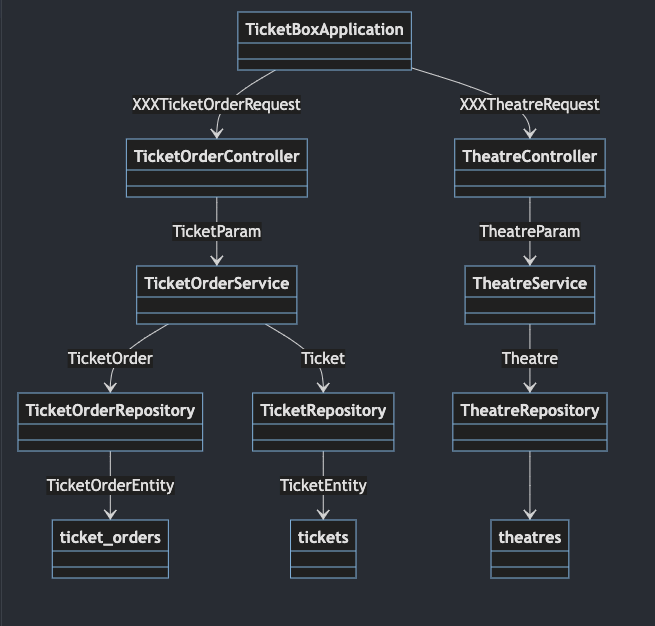 TicketBoxApplication
XXXTicketOrderRequest
XXXTheatreRequest
TicketOrderController
TheatreController
TicketParam
TheatreParam
TicketOrderService
TheatreService
TicketOrder
Ticket
Theatre
TicketOrderRepository
TicketRepository
TheatreRepository
TicketOrderEntity
TicketEntity
ticket_orders
tickets
theatres